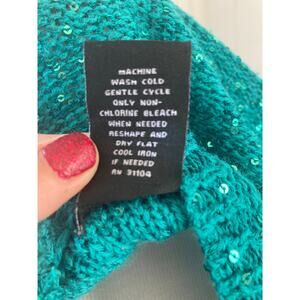 MACHINE
WASH COLD
GENTLE CYCLE
ONLY NON-
CHLORINE BLEACH
WHEN NEEDED
RESHAPE AND
DRY FLAT
COOL IRON
IF NEEDED
RN 31104